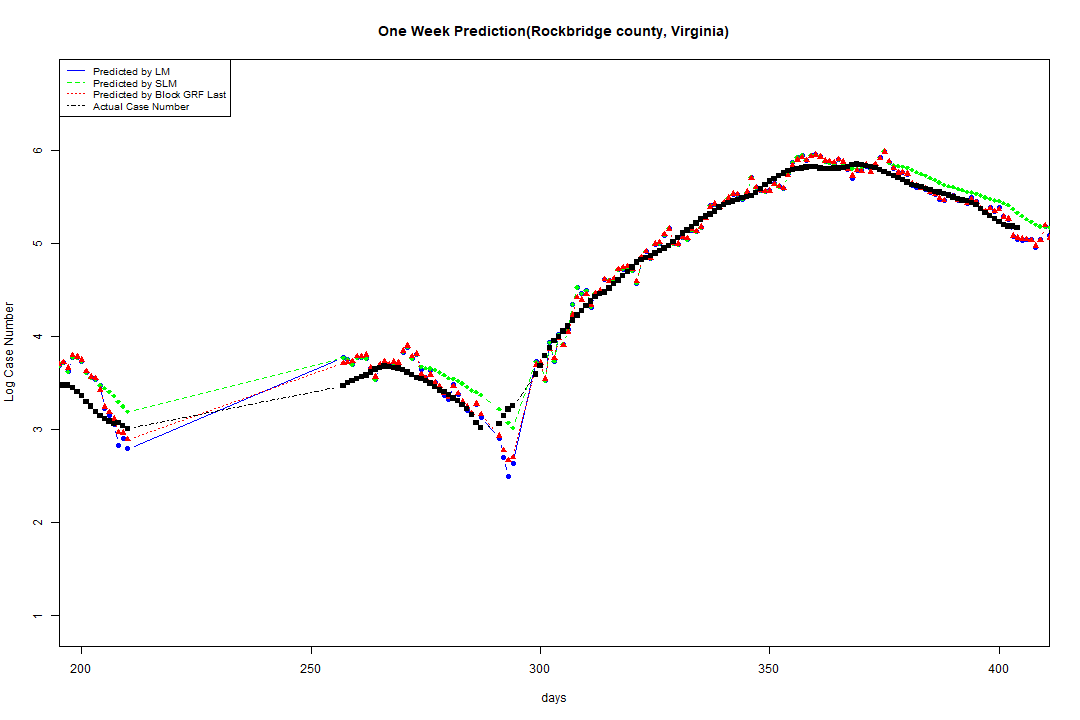 One Week Prediction(Rockbridge county, Virginia)
Predicted by LM
Predicted by SLM
Predicted by Block GRF Last
Actual Case Number
Log Case Number
6
5
4
3
2
1
200 250 300 350 400
days